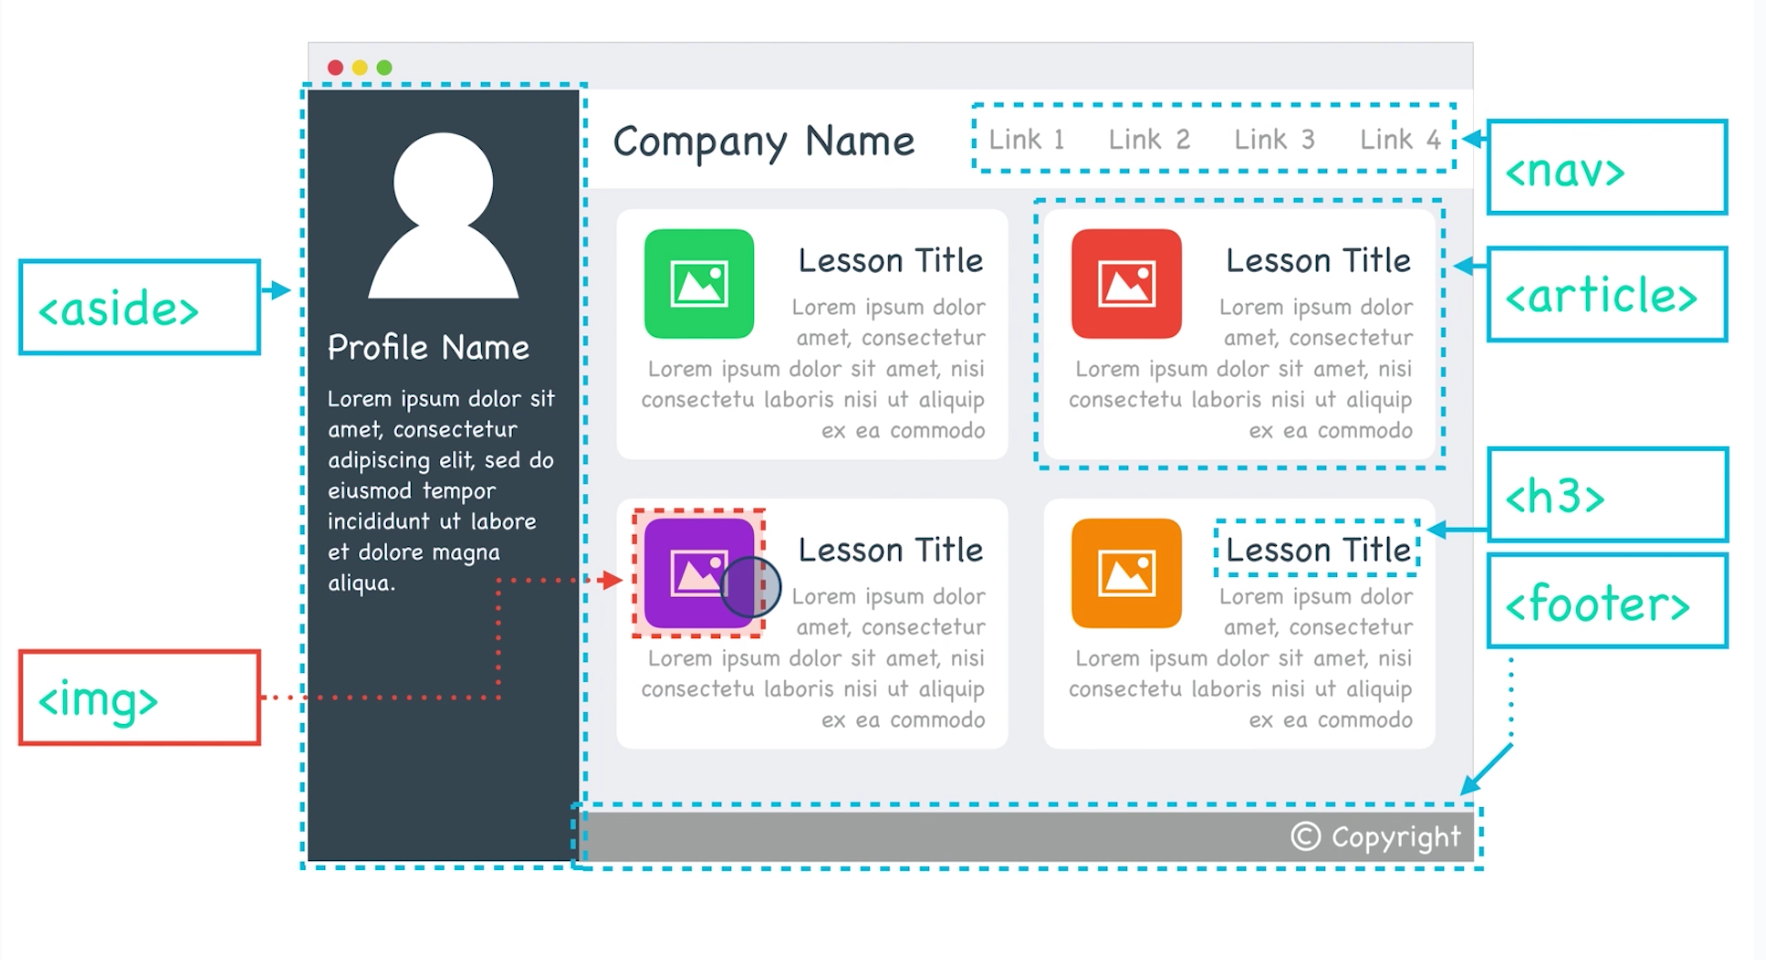 Company Name
Link 1 Link 2 Link 3 Link 4
<nav>
<aside>
Profile Name
Lorem ipsum dolor sit
amet, consectetur
adipiscing elit, sed do
eiusmod tempor
incididunt ut labore
et dolore magna
aliqua.
<img>
Lesson Title
Lorem ipsum dolor
amet, consectetur
Lorem ipsum dolor sit amet, nisi
consectetu laboris nisi ut aliquip
ex ea commodo
Lesson Title
Lorem ipsum dolor
amet, consectetur
Lorem ipsum dolor sit amet, nisi
consectetu laboris nisi ut aliquip
ex ea commodo
<article>
Lesson Title
Lorem ipsum dolor
amet, consectetur
Lorem ipsum dolor sit amet, nisi
consectetu laboris nisi ut aliquip
ex ea commodo
Lesson Title
Lorem ipsum dolor
amet, consectetur
Lorem ipsum dolor sit amet, nisi
consectetu laboris nisi ut aliquip
ex ea commodo
<h3>
<footer>
© Copyright